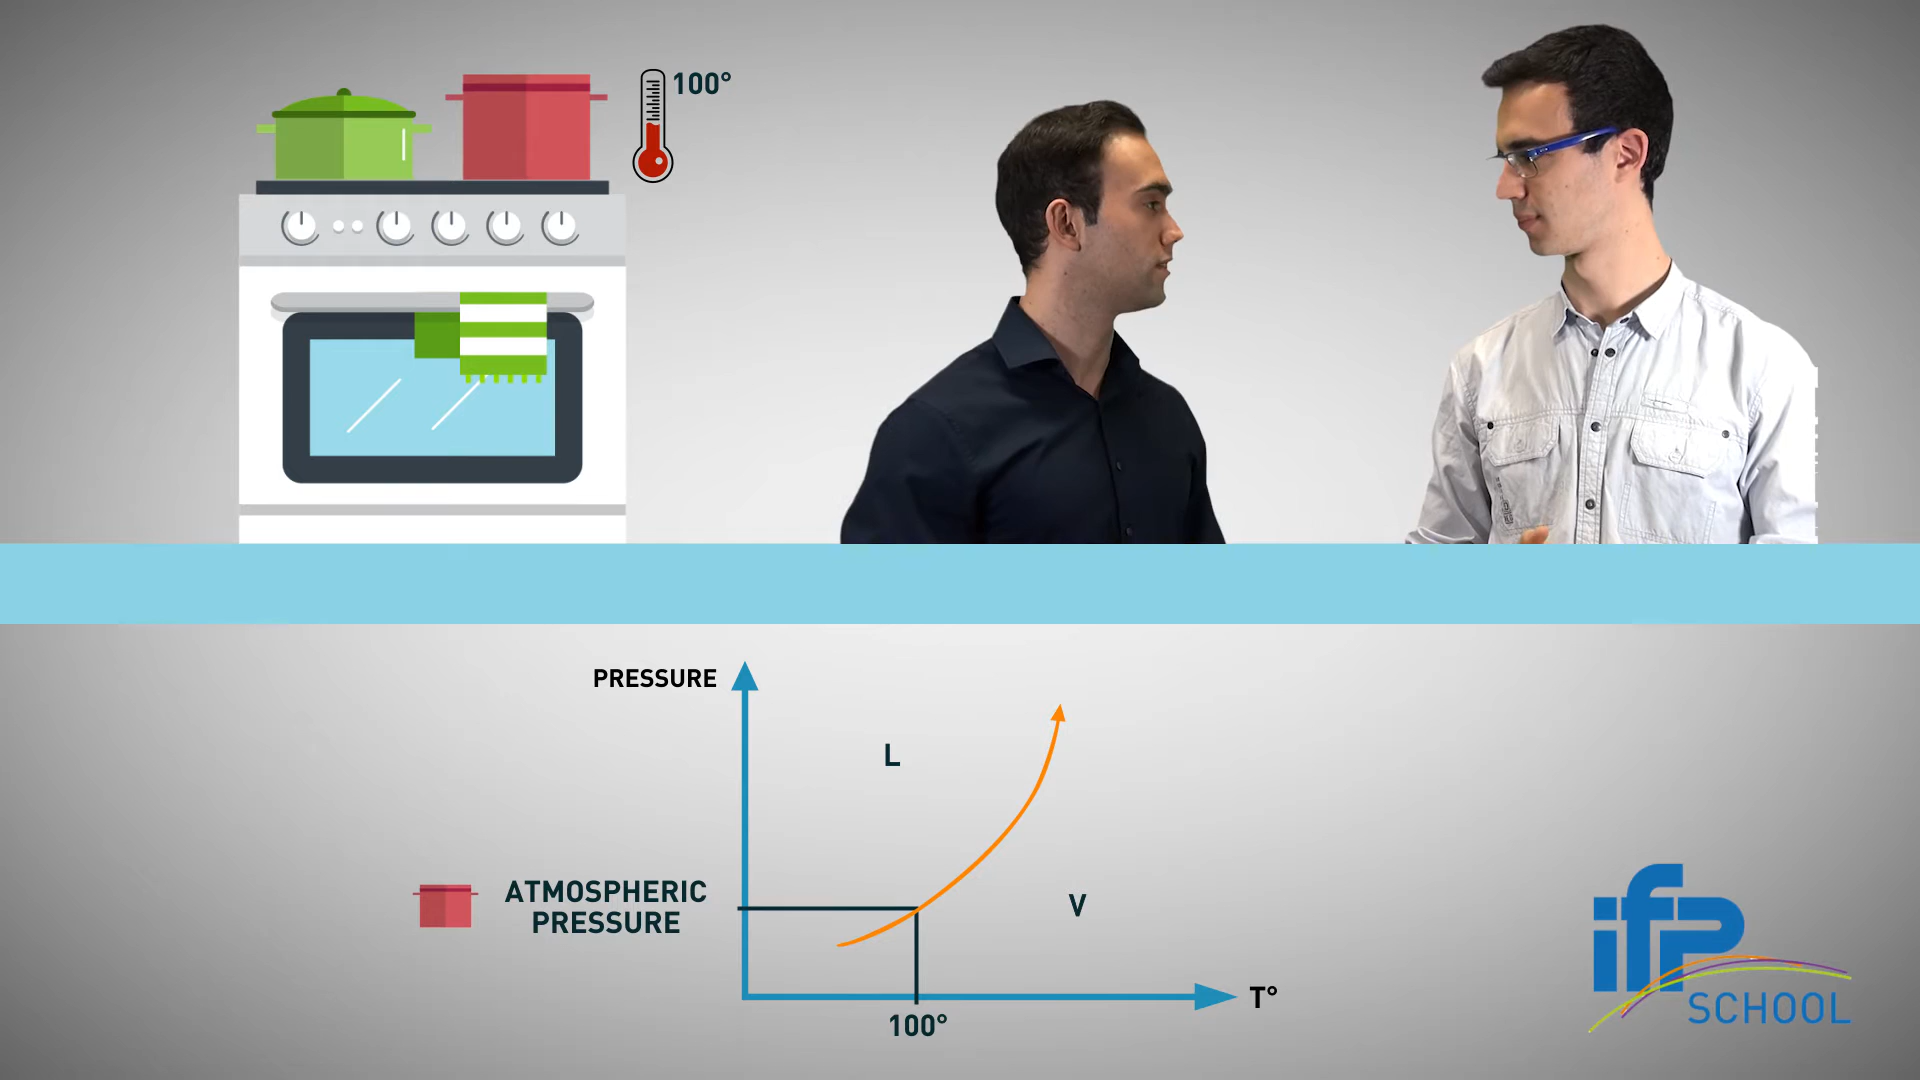 100°
PRESSURE
L
ATMOSPHERIC
PRESSURE
V
T°
100°
ifp
SCHOOL